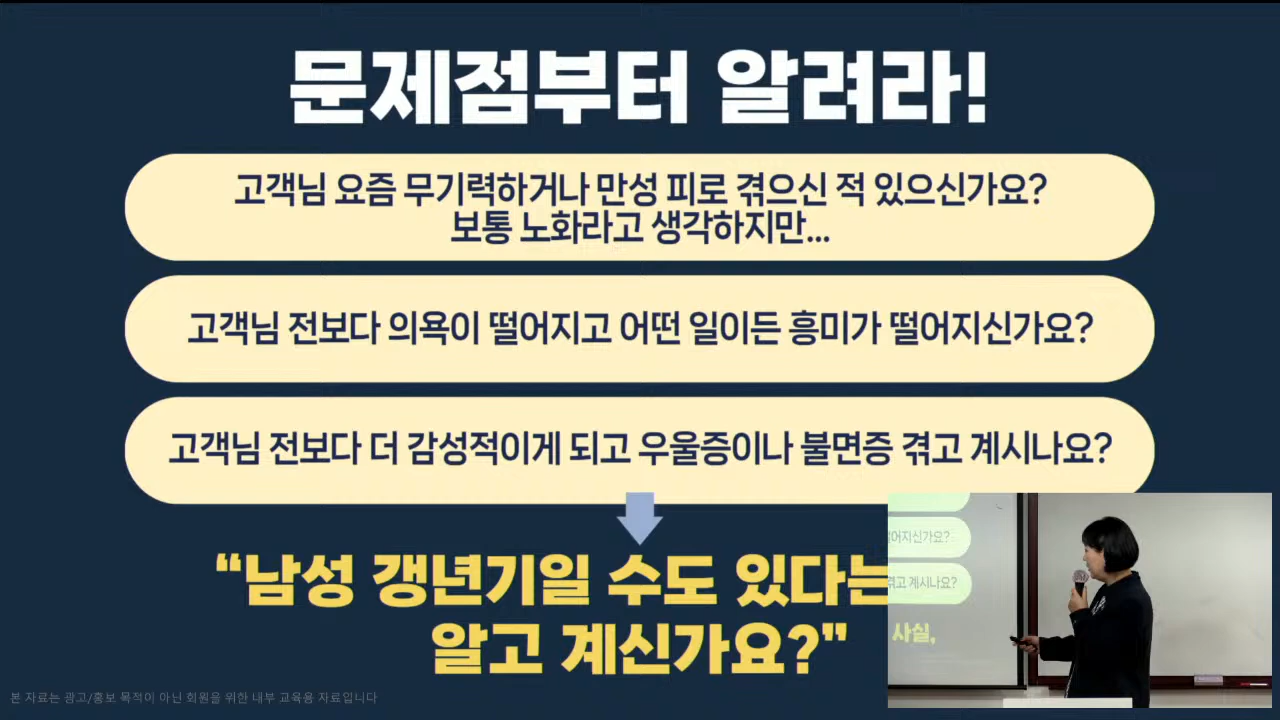 문제점부터 알려라!
고객님 요즘 무기력하거나 만성 피로 겪으신 적 있으신가요?
보통 노화라고 생각하지만...
고객님 전보다 의욕이 떨어지고 어떤 일이든 흥미가 떨어지신가요?
고객님 전보다 더 감성적이게 되고 우울증이나 불면증 겪고 계시나요?
“남성 갱년기일 수도 있다는
알고 계신가요?”
어지신가요?
겪고 계시나요?
사실,
본 자료는 광고/홍보 목적이 아닌 회원을 위한 내부 교육용 자료입니다